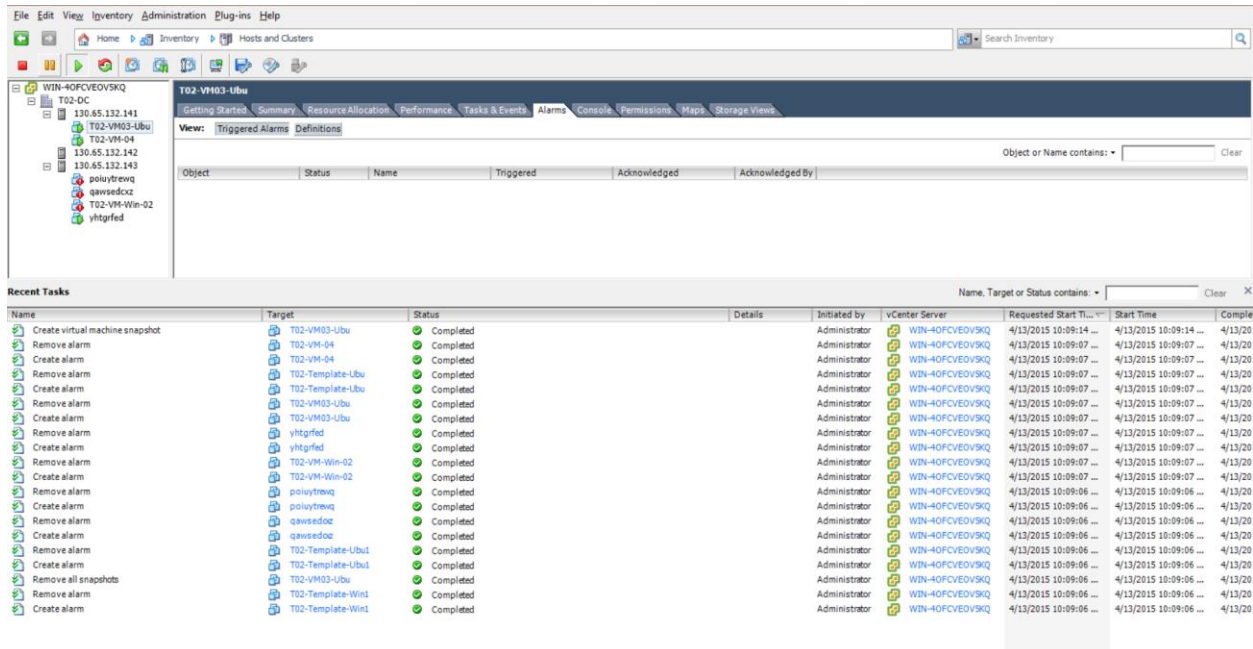 File Edit View Inventory Administration Plug-ins Help
Home Inventory Hosts and Clusters Search Inventory
WIN-4OFCVEOVSKQ
T02-DC
130.65.132.141
T02-VM03-Ubu
T02-VM-04
130.65.132.142
130.65.132.143
poiuytrewq
qawsedcxz
T02-VM-Win-02
yhtgrfed
T02-VM03-Ubu
Getting Started Summary Resource Allocation Performance Tasks & Events Alarms Console Permissions Maps Storage Views
View: Triggered Alarms Definitions
Object or Name contains: Clear
Object Status Name Triggered Acknowledged Acknowledged By
Recent Tasks Name, Target or Status contains: Clear
Name Target Status Details Initiated by vCenter Server Requested Start Ti... Start Time Comple
Create virtual machine snapshot T02-VM03-Ubu Completed Administrator WIN-4OFCVEOVSKQ 4/13/2015 10:09:14 ... 4/13/2015 10:09:14 ... 4/13/20
Remove alarm T02-VM-04 Completed Administrator WIN-4OFCVEOVSKQ 4/13/2015 10:09:07 ... 4/13/2015 10:09:07 ... 4/13/20
Create alarm T02-VM-04 Completed Administrator WIN-4OFCVEOVSKQ 4/13/2015 10:09:07 ... 4/13/2015 10:09:07 ... 4/13/20
Remove alarm T02-Template-Ubu Completed Administrator WIN-4OFCVEOVSKQ 4/13/2015 10:09:07 ... 4/13/2015 10:09:07 ... 4/13/20
Create alarm T02-Template-Ubu Completed Administrator WIN-4OFCVEOVSKQ 4/13/2015 10:09:07 ... 4/13/2015 10:09:07 ... 4/13/20
Remove alarm T02-VM03-Ubu Completed Administrator WIN-4OFCVEOVSKQ 4/13/2015 10:09:07 ... 4/13/2015 10:09:07 ... 4/13/20
Create alarm T02-VM03-Ubu Completed Administrator WIN-4OFCVEOVSKQ 4/13/2015 10:09:07 ... 4/13/2015 10:09:07 ... 4/13/20
Remove alarm yhtgrfed Completed Administrator WIN-4OFCVEOVSKQ 4/13/2015 10:09:07 ... 4/13/2015 10:09:07 ... 4/13/20
Create alarm yhtgrfed Completed Administrator WIN-4OFCVEOVSKQ 4/13/2015 10:09:07 ... 4/13/2015 10:09:07 ... 4/13/20
Remove alarm T02-VM-Win-02 Completed Administrator WIN-4OFCVEOVSKQ 4/13/2015 10:09:07 ... 4/13/2015 10:09:07 ... 4/13/20
Create alarm T02-VM-Win-02 Completed Administrator WIN-4OFCVEOVSKQ 4/13/2015 10:09:07 ... 4/13/2015 10:09:07 ... 4/13/20
Remove alarm poiuytrewq Completed Administrator WIN-4OFCVEOVSKQ 4/13/2015 10:09:06 ... 4/13/2015 10:09:06 ... 4/13/20
Create alarm poiuytrewq Completed Administrator WIN-4OFCVEOVSKQ 4/13/2015 10:09:06 ... 4/13/2015 10:09:06 ... 4/13/20
Remove alarm qawsedcxz Completed Administrator WIN-4OFCVEOVSKQ 4/13/2015 10:09:06 ... 4/13/2015 10:09:06 ... 4/13/20
Create alarm qawsedcxz Completed Administrator WIN-4OFCVEOVSKQ 4/13/2015 10:09:06 ... 4/13/2015 10:09:06 ... 4/13/20
Remove alarm T02-Template-Ubu1 Completed Administrator WIN-4OFCVEOVSKQ 4/13/2015 10:09:06 ... 4/13/2015 10:09:06 ... 4/13/20
Create alarm T02-Template-Ubu1 Completed Administrator WIN-4OFCVEOVSKQ 4/13/2015 10:09:06 ... 4/13/2015 10:09:06 ... 4/13/20
Remove all snapshots T02-VM03-Ubu Completed Administrator WIN-4OFCVEOVSKQ 4/13/2015 10:09:06 ... 4/13/2015 10:09:06 ... 4/13/20
Remove alarm T02-Template-Win1 Completed Administrator WIN-4OFCVEOVSKQ 4/13/2015 10:09:06 ... 4/13/2015 10:09:06 ... 4/13/20
Create alarm T02-Template-Win1 Completed Administrator WIN-4OFCVEOVSKQ 4/13/2015 10:09:06 ... 4/13/2015 10:09:06 ... 4/13/20